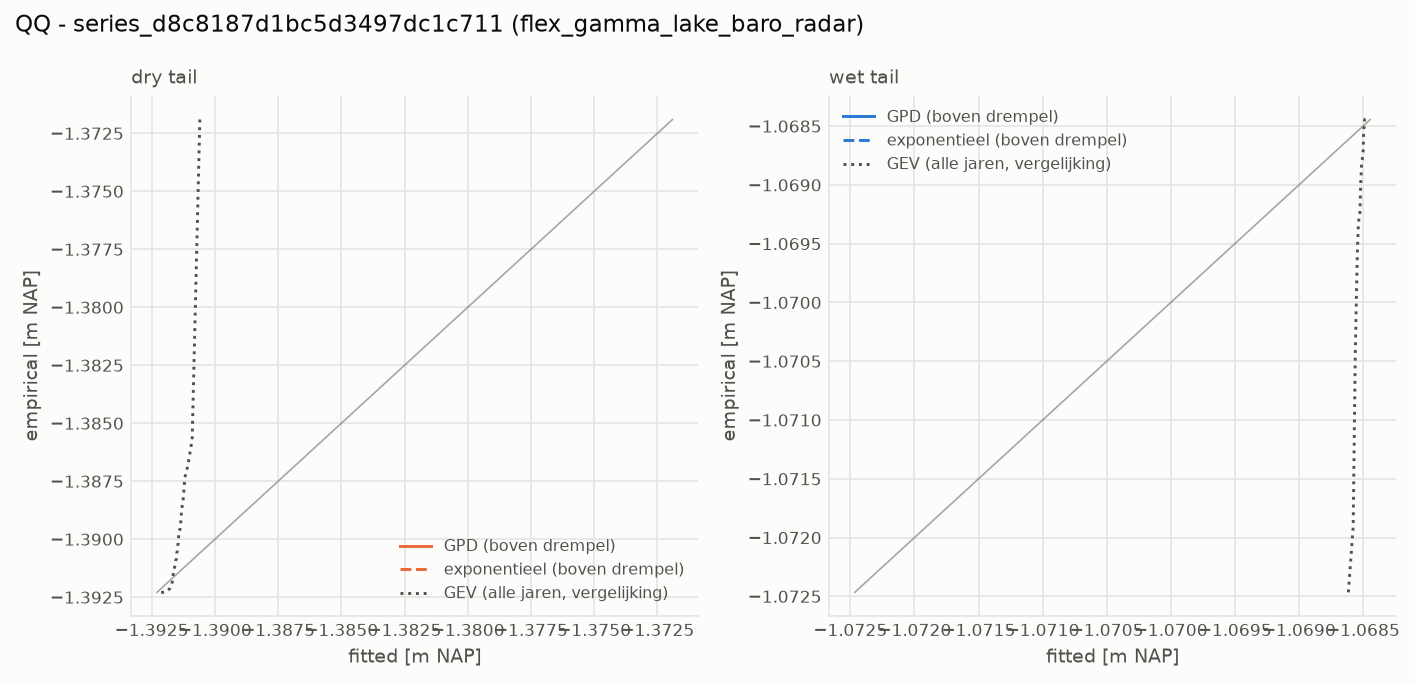 QQ - series_d8c8187d1bc5d3497dc1c711 (flex_gamma_lake_baro_radar)
dry tail
−1.3725
−1.3750
−1.3775
−1.3800
−1.3825
−1.3850
−1.3875
−1.3900
−1.3925
empirical [m NAP]
GPD (boven drempel)
exponentieel (boven drempel)
GEV (alle jaren, vergelijking)
−1.3925 −1.3900 −1.3875 −1.3850 −1.3825 −1.3800 −1.3775 −1.3750 −1.3725
fitted [m NAP]
wet tail
GPD (boven drempel)
exponentieel (boven drempel)
GEV (alle jaren, vergelijking)
−1.0685
−1.0690
−1.0695
−1.0700
−1.0705
−1.0710
−1.0715
−1.0720
−1.0725
empirical [m NAP]
−1.0725 −1.0720 −1.0715 −1.0710 −1.0705 −1.0700 −1.0695 −1.0690 −1.0685
fitted [m NAP]